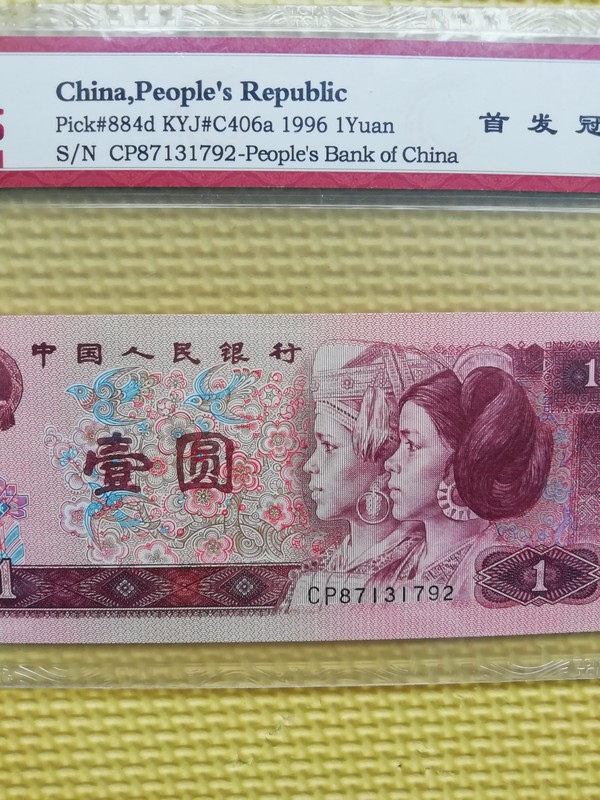 China,People's Republic
Pick#884d KYJ#C406a 1996 1Yuan
S/N CP87131792-People's Bank of China
首发冠
5
中国人民银行
1
壹圆
CP87131792
1
1